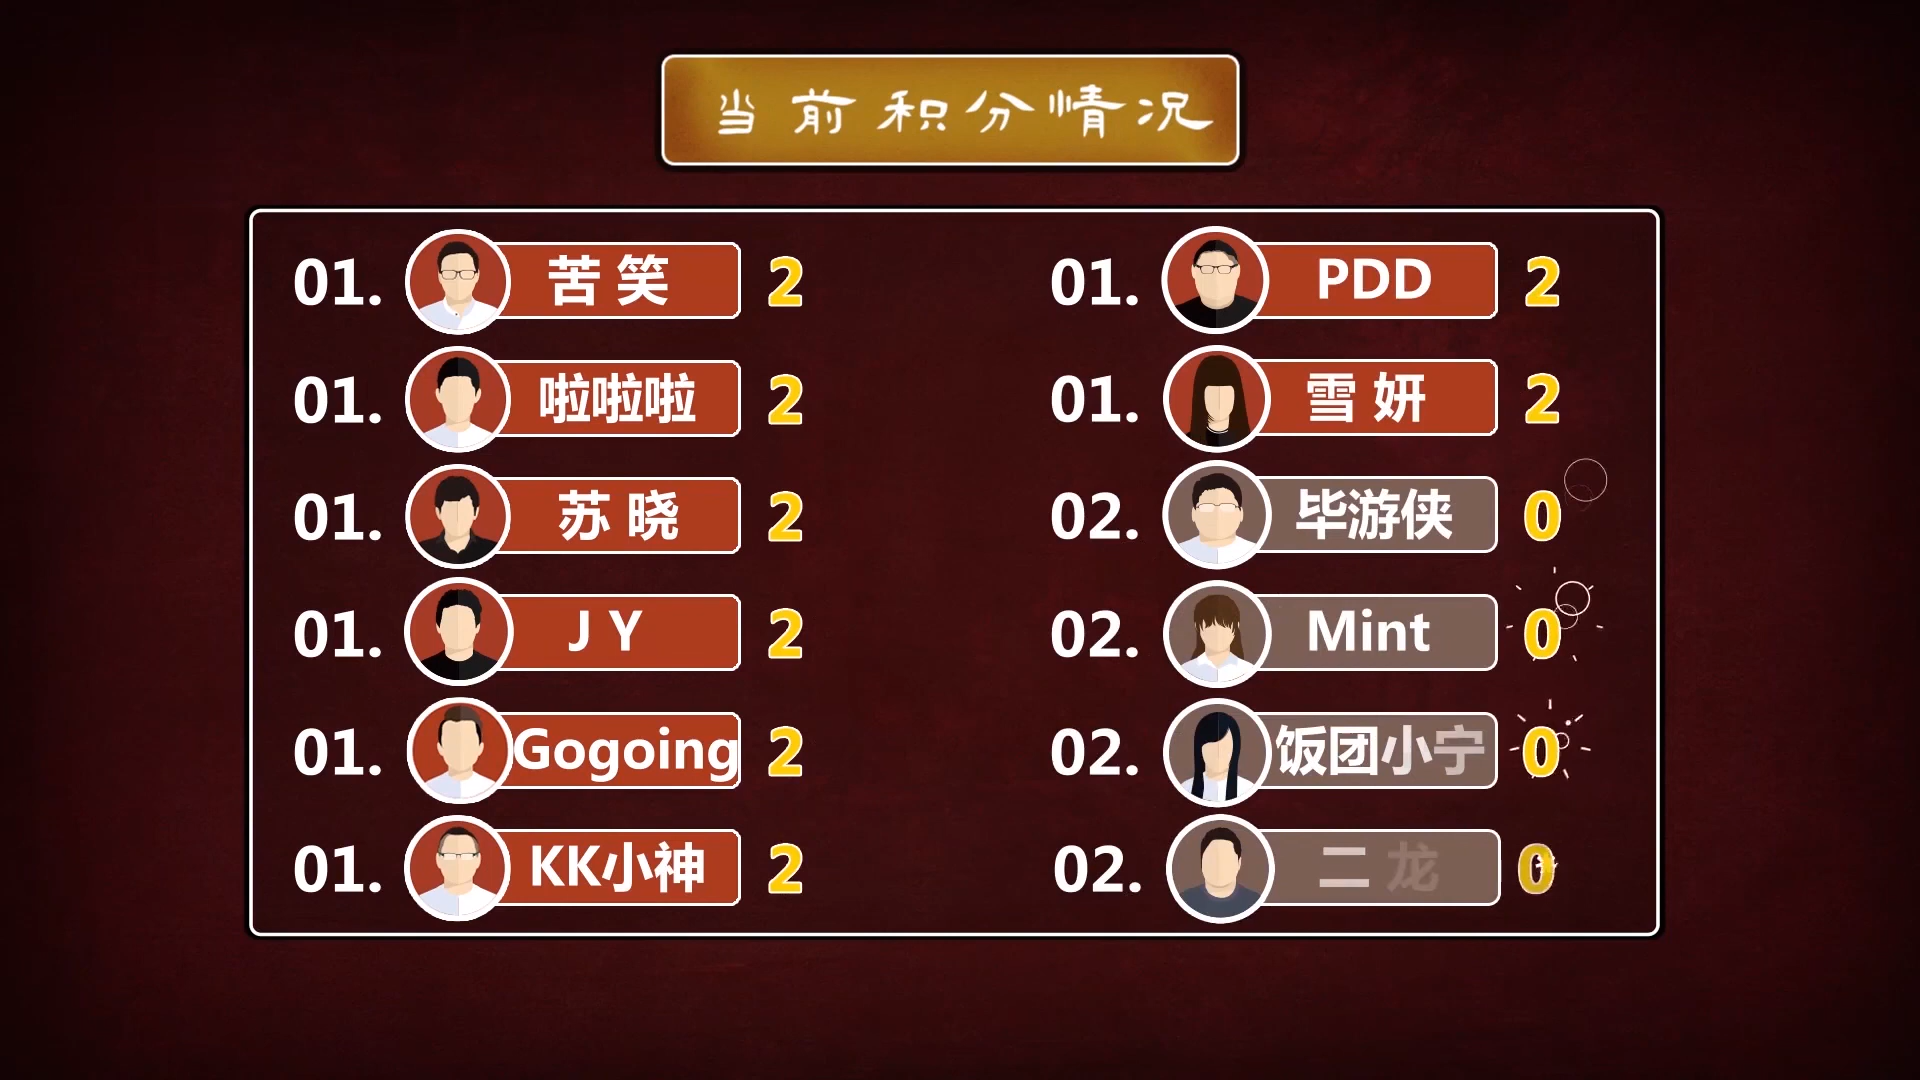 当前积分情况
01. 苦笑 2
01. 啦啦啦 2
01. 苏晓 2
01. JY 2
01. Gogoing 2
01. KK小神 2
01. PDD 2
01. 雪妍 2
02. 毕游侠 0
02. Mint 0
02. 饭团小宁 0
02. 二龙 0